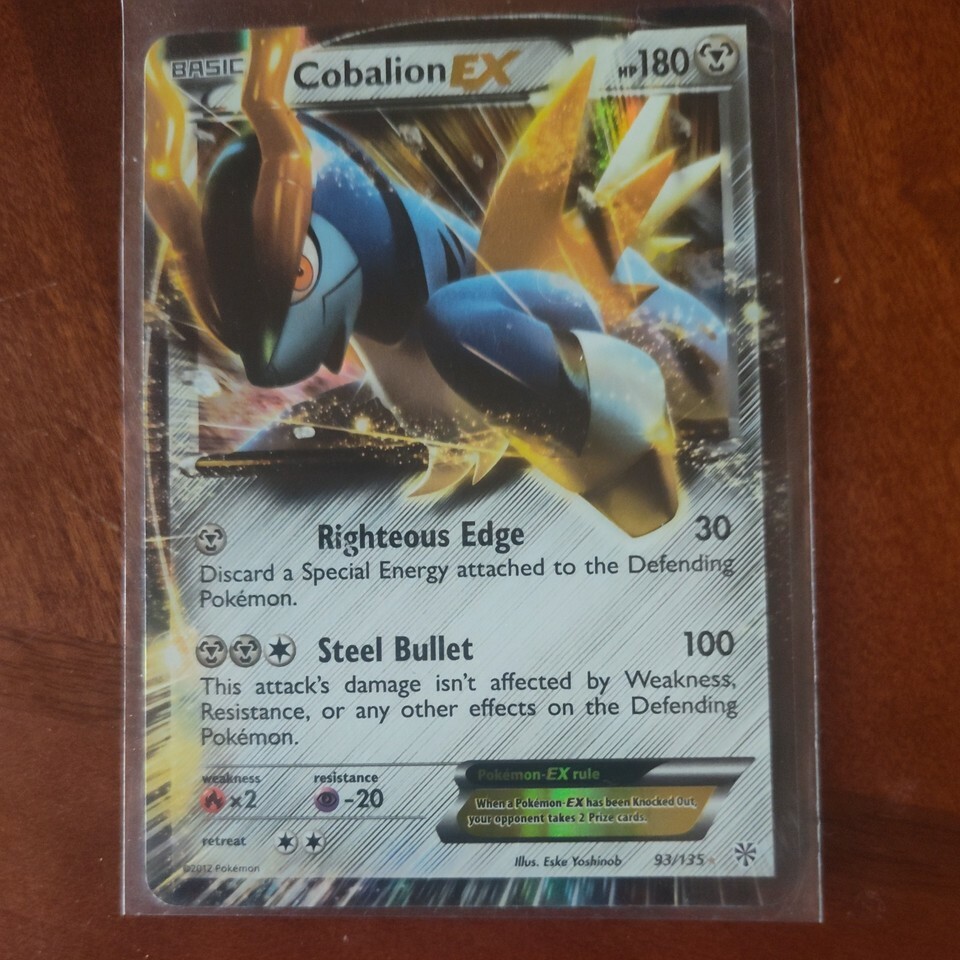 BASIC Cobalion EX HP180
Righteous Edge 30
Discard a Special Energy attached to the Defending
Pokémon.
Steel Bullet 100
This attack's damage isn't affected by Weakness,
Resistance, or any other effects on the Defending
Pokémon.
weakness resistance
×2 -20
Pokémon-EX rule
When a Pokémon-EX has been Knocked Out,
your opponent takes 2 Prize cards.
retreat
Illus. Eske Yoshinob 93/135
©2012 Pokémon